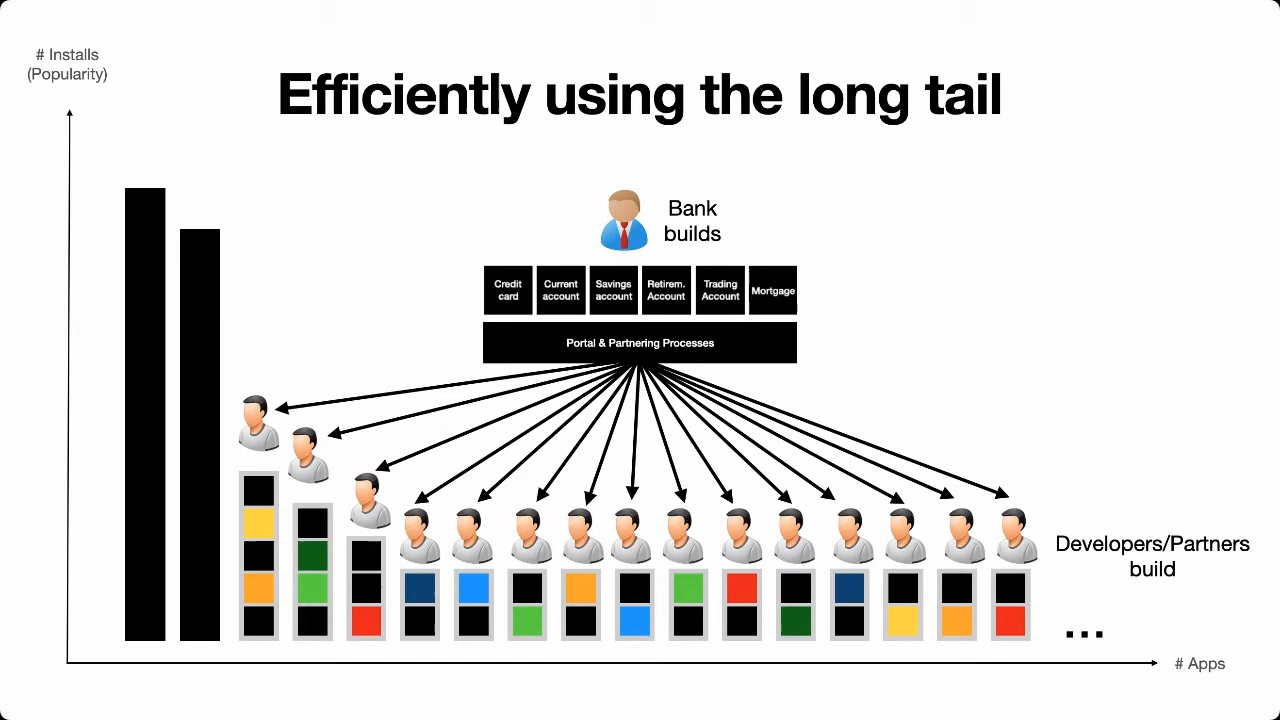 # Installs
(Popularity)
Efficiently using the long tail
Bank
builds
Credit
card
Current
account
Savings
account
Retirem.
Account
Trading
Account
Mortgage
Portal & Partnering Processes
Developers/Partners
build
...
# Apps